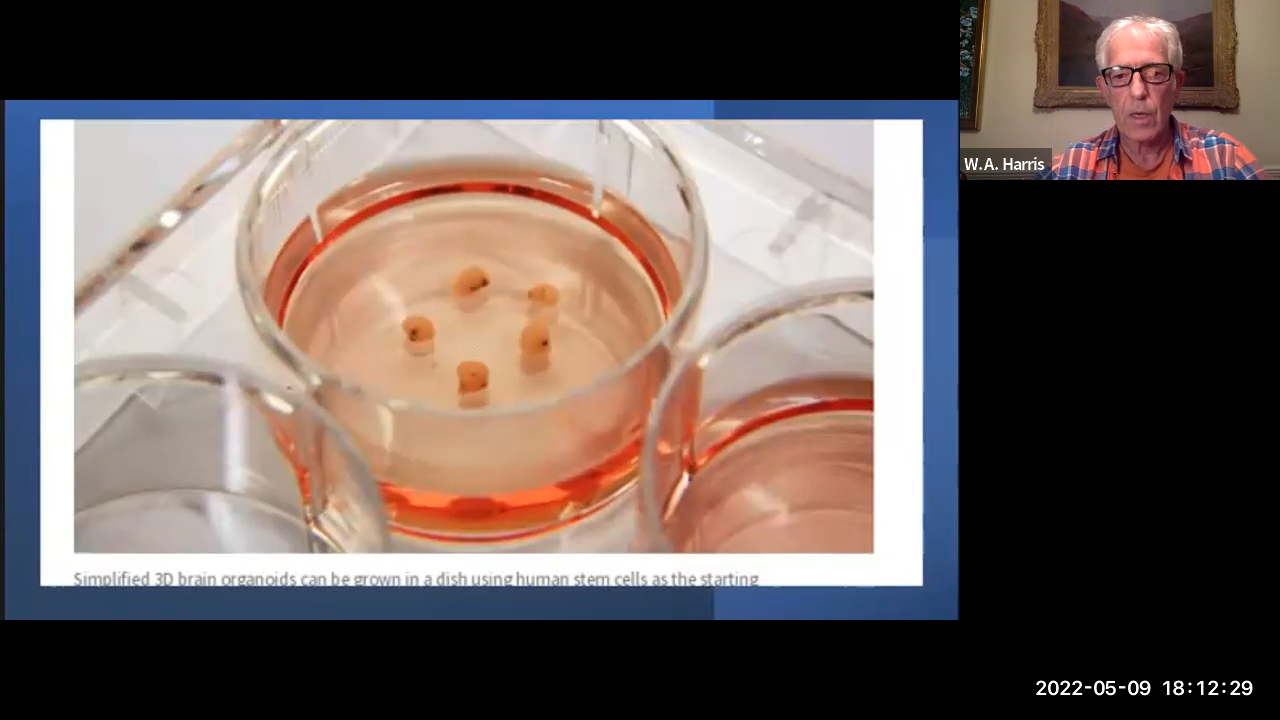 W.A. Harris
Simplified 3D brain organoids can be grown in a dish using human stem cells as the starting
2022-05-09 18:12:29